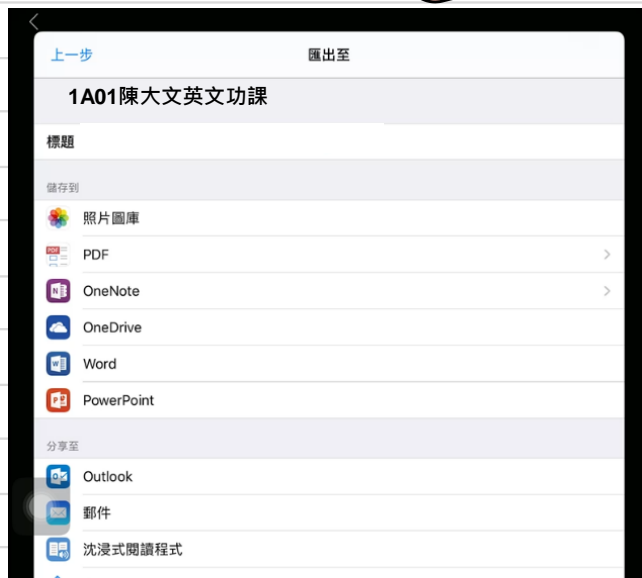 上一步
匯出至
1A01陳大文英文功課
標題
儲存到
照片圖庫
PDF
OneNote
OneDrive
Word
PowerPoint
分享至
Outlook
郵件
沈浸式閱讀程式